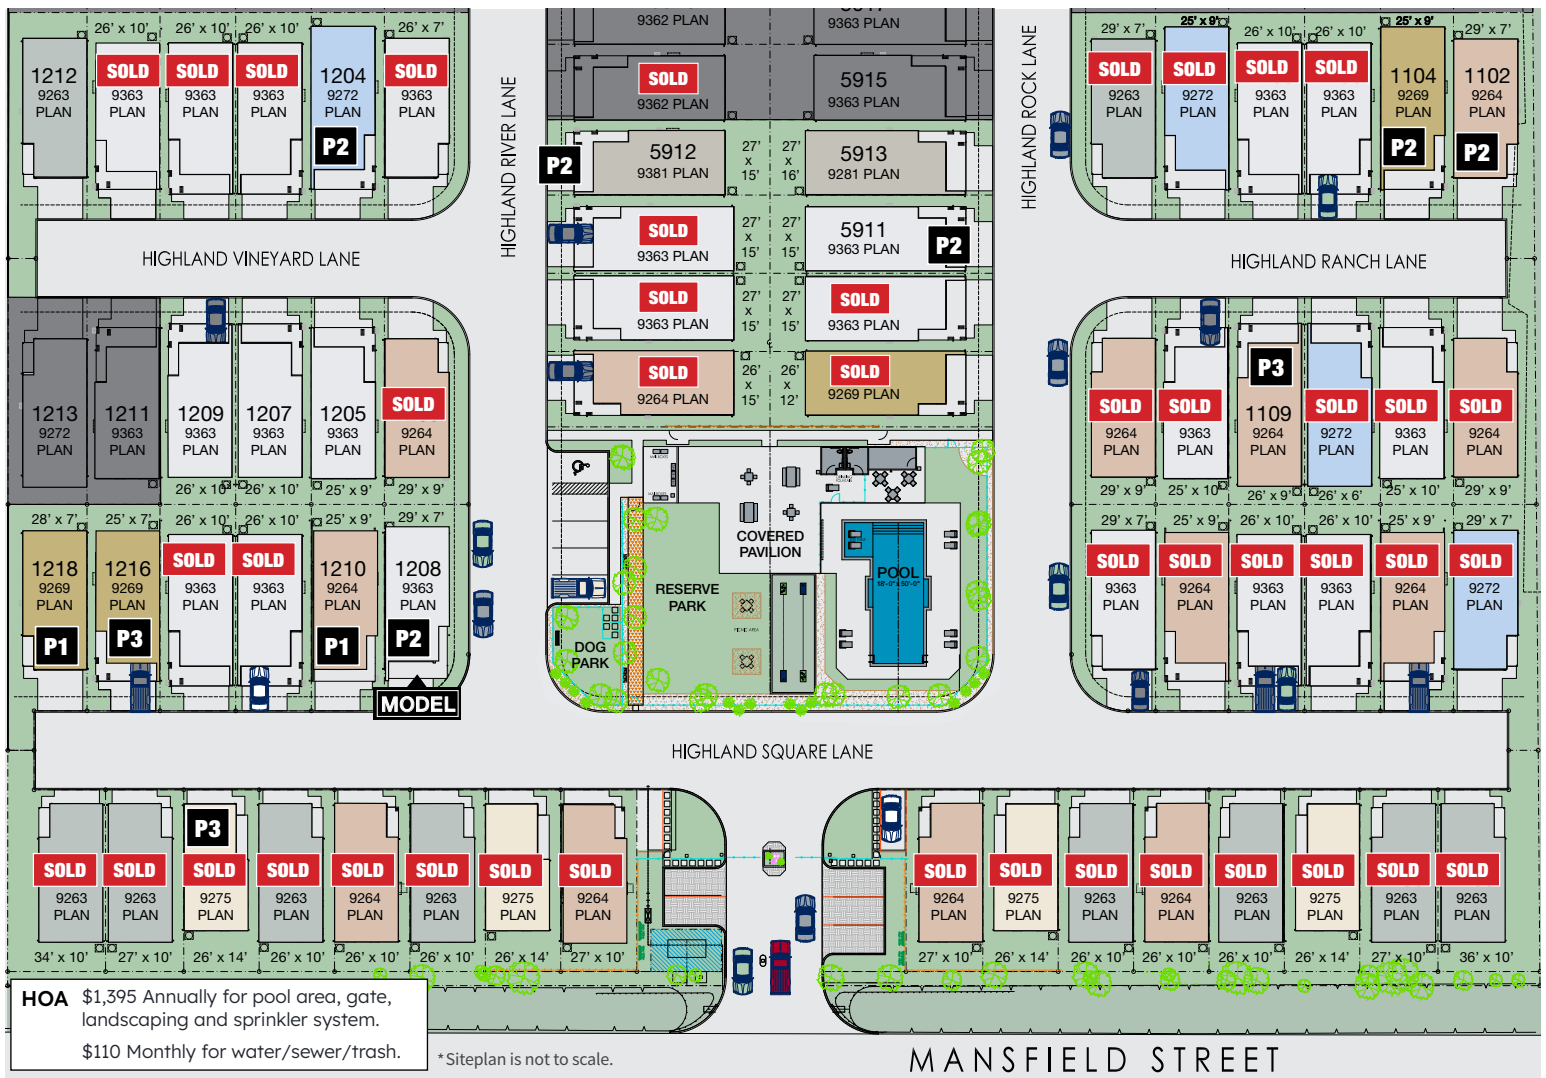 9362 PLAN
9363 PLAN
26' x 10'
26' x 10'
26' x 10'
26' x 7'
1212
9263
PLAN
SOLD
9363
PLAN
SOLD
9363
PLAN
SOLD
9363
PLAN
1204
9272
PLAN
P2
SOLD
9363
PLAN
HIGHLAND RIVER LANE
SOLD
9362 PLAN
5915
9363 PLAN
P2
5912
9381 PLAN
27'
x
15'
27'
x
16'
5913
9281 PLAN
SOLD
9363 PLAN
27'
x
15'
27'
x
15'
5911
9363 PLAN
P2
SOLD
9363 PLAN
27'
x
15'
27'
x
15'
SOLD
9363 PLAN
SOLD
9264 PLAN
26'
x
15'
26'
x
12'
SOLD
9269 PLAN
HIGHLAND ROCK LANE
29' x 7'
25' x 9'
26' x 10'
26' x 10'
25' x 9'
29' x 7'
SOLD
9263
PLAN
SOLD
9272
PLAN
SOLD
9363
PLAN
SOLD
9363
PLAN
1104
9269
PLAN
P2
1102
9264
PLAN
P2
HIGHLAND VINEYARD LANE
HIGHLAND RANCH LANE
1213
9272
PLAN
1211
9363
PLAN
1209
9363
PLAN
1207
9363
PLAN
1205
9363
PLAN
SOLD
9264
PLAN
26' x 10'
26' x 10'
25' x 9'
29' x 9'
SOLD
9264
PLAN
SOLD
9363
PLAN
P3
1109
9264
PLAN
SOLD
9272
PLAN
SOLD
9363
PLAN
SOLD
9264
PLAN
29' x 9'
25' x 10'
26' x 9'
26' x 6'
25' x 10'
29' x 9'
28' x 7'
25' x 7'
26' x 10'
26' x 10'
25' x 9'
29' x 7'
1218
9269
PLAN
P1
1216
9269
PLAN
P3
SOLD
9363
PLAN
SOLD
9363
PLAN
1210
9264
PLAN
P1
1208
9363
PLAN
P2
MODEL
COVERED
PAVILION
RESERVE
PARK
PICNIC AREA
DOG
PARK
POOL
18'-0" x 50'-0"
29' x 7'
25' x 9'
26' x 10'
26' x 10'
25' x 9'
29' x 7'
SOLD
9363
PLAN
SOLD
9264
PLAN
SOLD
9363
PLAN
SOLD
9363
PLAN
SOLD
9264
PLAN
SOLD
9272
PLAN
HIGHLAND SQUARE LANE
SOLD
9263
PLAN
SOLD
9263
PLAN
P3
SOLD
9275
PLAN
SOLD
9263
PLAN
SOLD
9264
PLAN
SOLD
9263
PLAN
SOLD
9275
PLAN
SOLD
9264
PLAN
34' x 10'
27' x 10'
26' x 14'
26' x 10'
26' x 10'
26' x 10'
26' x 14'
27' x 10'
SOLD
9264
PLAN
SOLD
9275
PLAN
SOLD
9263
PLAN
SOLD
9264
PLAN
SOLD
9263
PLAN
SOLD
9275
PLAN
SOLD
9263
PLAN
SOLD
9263
PLAN
27' x 10'
26' x 14'
26' x 10'
26' x 10'
26' x 10'
26' x 14'
27' x 10'
36' x 10'
HOA $1,395 Annually for pool area, gate,
landscaping and sprinkler system.
$110 Monthly for water/sewer/trash.
*Siteplan is not to scale.
MANSFIELD STREET